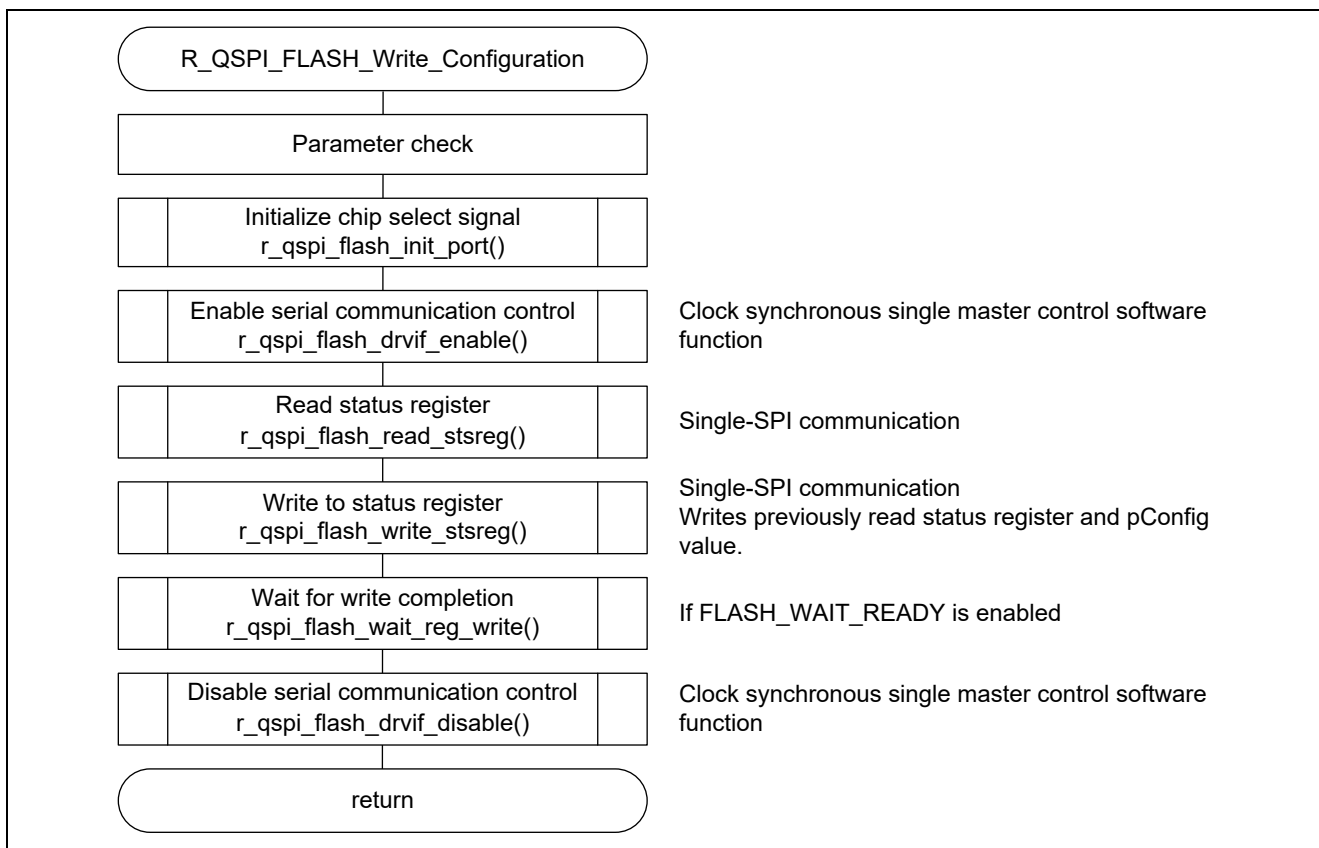 R_QSPI_FLASH_Write_Configuration
Parameter check
Initialize chip select signal
r_qspi_flash_init_port()
Enable serial communication control
r_qspi_flash_drvif_enable()
Clock synchronous single master control software
function
Read status register
r_qspi_flash_read_stsreg()
Single-SPI communication
Write to status register
r_qspi_flash_write_stsreg()
Single-SPI communication
Writes previously read status register and pConfig
value.
Wait for write completion
r_qspi_flash_wait_reg_write()
If FLASH_WAIT_READY is enabled
Disable serial communication control
r_qspi_flash_drvif_disable()
Clock synchronous single master control software
function
return